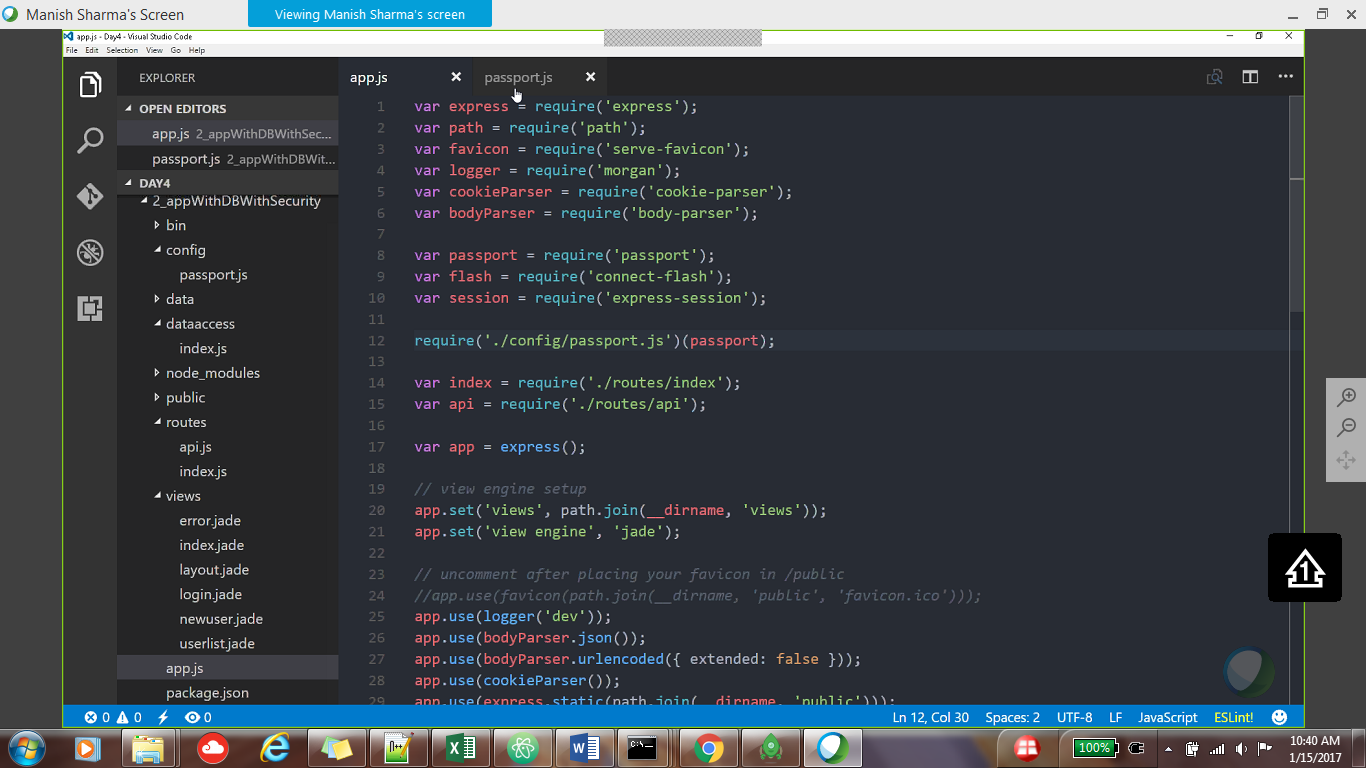 Manish Sharma's Screen
Viewing Manish Sharma's screen
app.js - Day4 - Visual Studio Code
File Edit Selection View Go Help
EXPLORER
OPEN EDITORS
app.js 2_appWithDBWithSec...
passport.js 2_appWithDBWit...
DAY4
2_appWithDBWithSecurity
bin
config
passport.js
data
dataaccess
index.js
node_modules
public
routes
api.js
index.js
views
error.jade
index.jade
layout.jade
login.jade
newuser.jade
userlist.jade
app.js
package.json
app.js
passport.js
1 var express = require('express');
2 var path = require('path');
3 var favicon = require('serve-favicon');
4 var logger = require('morgan');
5 var cookieParser = require('cookie-parser');
6 var bodyParser = require('body-parser');
7
8 var passport = require('passport');
9 var flash = require('connect-flash');
10 var session = require('express-session');
11
12 require('./config/passport.js')(passport);
13
14 var index = require('./routes/index');
15 var api = require('./routes/api');
16
17 var app = express();
18
19 // view engine setup
20 app.set('views', path.join(__dirname, 'views'));
21 app.set('view engine', 'jade');
22
23 // uncomment after placing your favicon in /public
24 //app.use(favicon(path.join(__dirname, 'public', 'favicon.ico')));
25 app.use(logger('dev'));
26 app.use(bodyParser.json());
27 app.use(bodyParser.urlencoded({ extended: false }));
28 app.use(cookieParser());
29 app.use(express.static(path.join(__dirname, 'public')));
1
0 0 0
Ln 12, Col 30 Spaces: 2 UTF-8 LF JavaScript ESLint!
100%
10:40 AM
1/15/2017